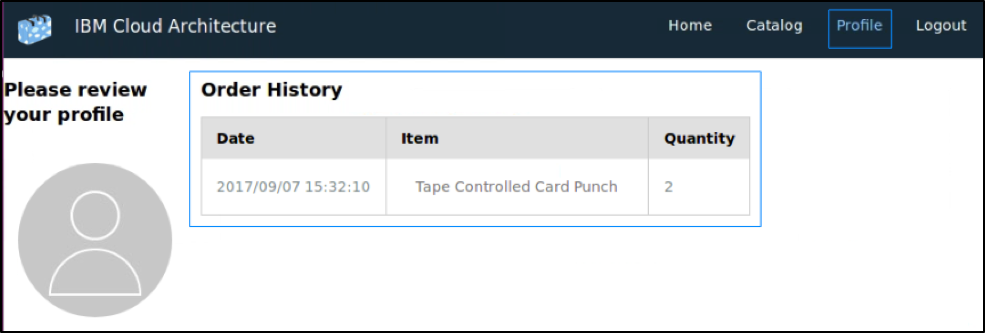 IBM Cloud Architecture Home Catalog Profile Logout
Please review
your profile
Order History
Date Item Quantity
2017/09/07 15:32:10 Tape Controlled Card Punch 2